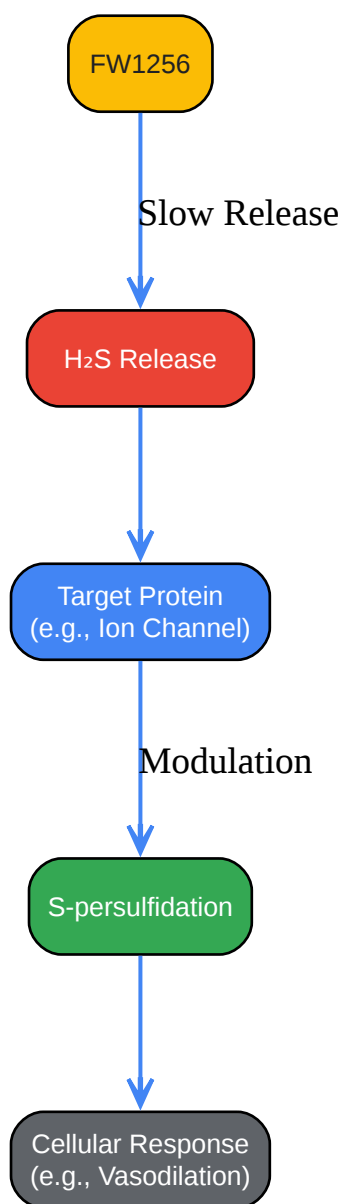 FW1256
Slow Release
H₂S Release
Target Protein
(e.g., Ion Channel)
Modulation
S-persulfidation
Cellular Response
(e.g., Vasodilation)